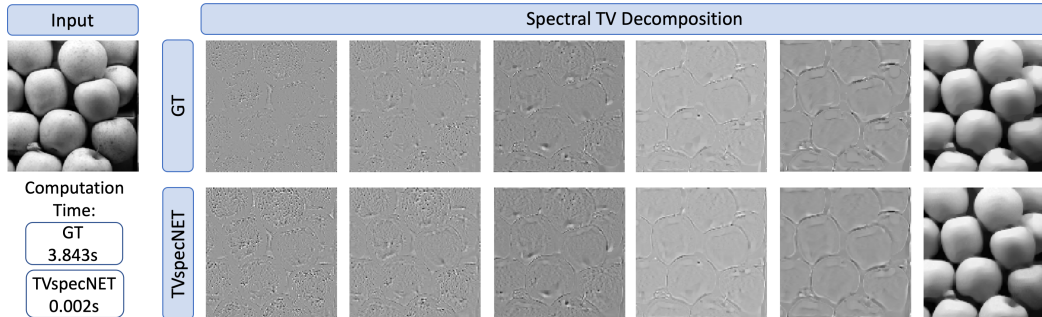 Input
Spectral TV Decomposition
GT
Computation
Time:
GT
3.843s
TVspecNET
TVspecNET
0.002s